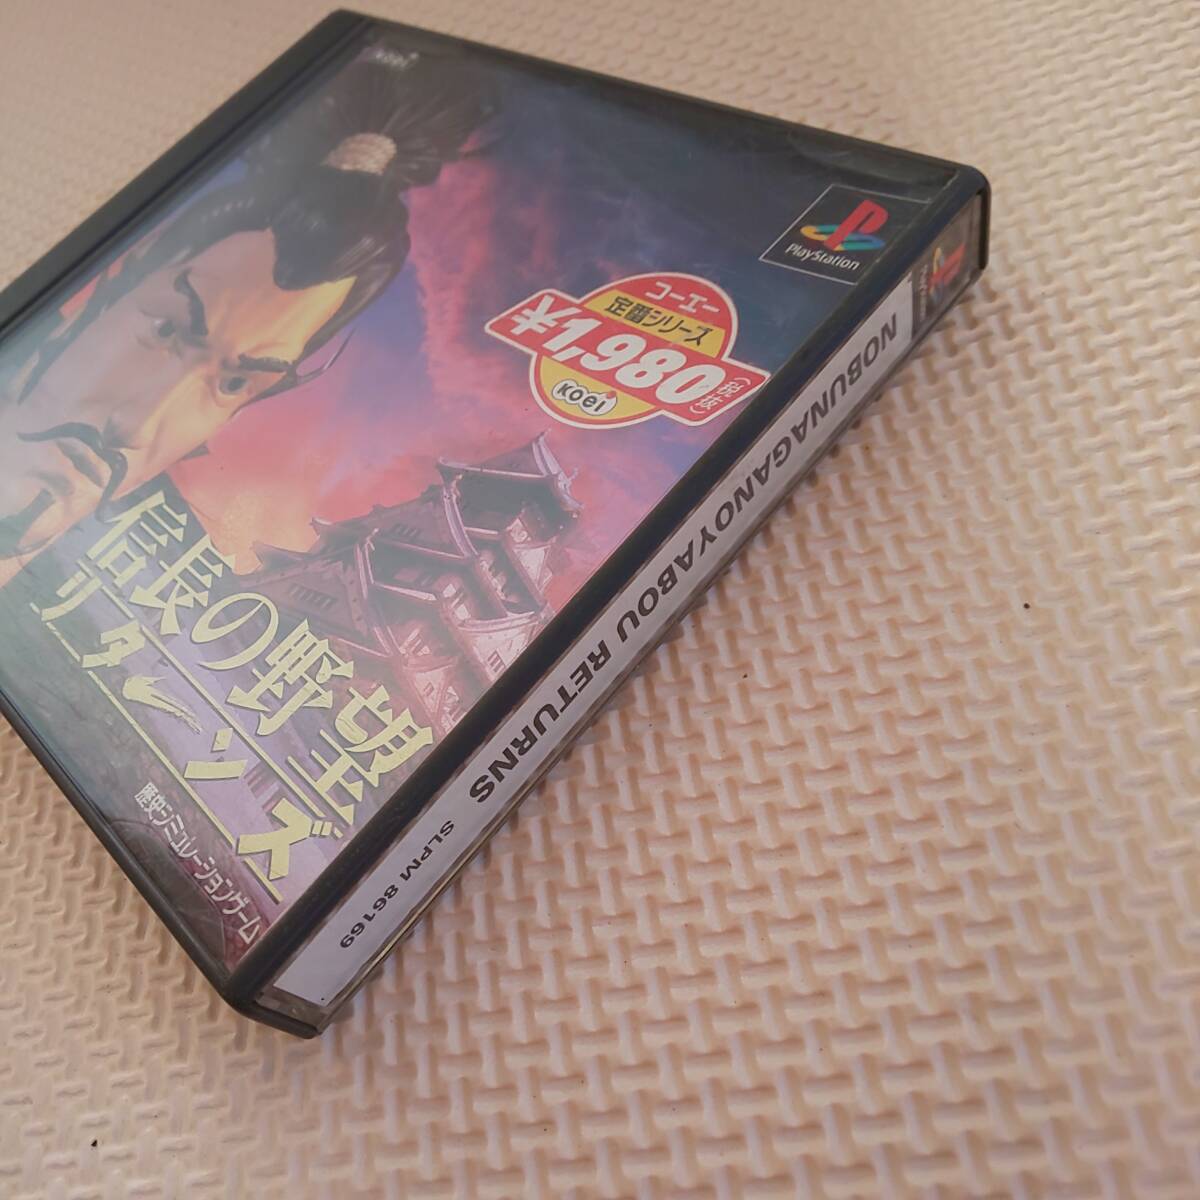 KOEI
PlayStation
コーエー
定番シリーズ
¥1,980
(税抜)
KOEI
信長の野望
リターンズ
歴史シミュレーションゲーム
NOBUNAGANOYABOU RETURNS
SLPM 86169